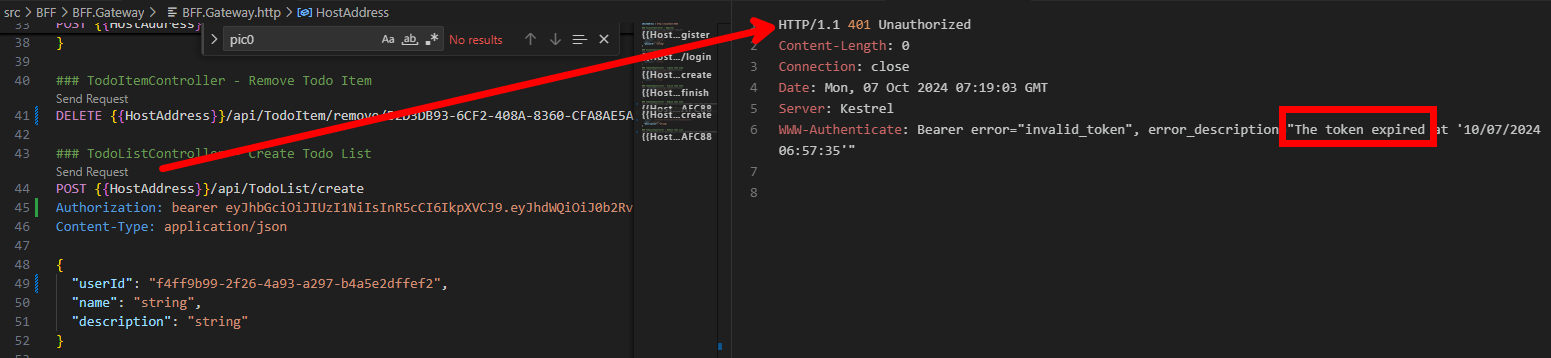 src > BFF > BFF.Gateway > BFF.Gateway.http > HostAddress
33 POST {{HostAddress}}
pic0 Aa ab .* No results
38 }
39
40 ### TodoItemController - Remove Todo Item
Send Request
41 DELETE {{HostAddress}}/api/TodoItem/remove/B2D3DB93-6CF2-408A-8360-CFA8AE5A
42
43 ### TodoListController - Create Todo List
Send Request
44 POST {{HostAddress}}/api/TodoList/create
45 Authorization: bearer eyJhbGciOiJIUzI1NiIsInR5cCI6IkpXVCJ9.eyJhdWQiOiJ0b2Rv
46 Content-Type: application/json
47
48 {
49 "userId": "f4ff9b99-2f26-4a93-a297-b4a5e2dffef2",
50 "name": "string",
51 "description": "string"
52 }
{{Host...gister
{{Host.../login
{{Host...create
{{Host...finish
{{Host...AFC88
{{Host...create
{{Host...AFC88
HTTP/1.1 401 Unauthorized
2 Content-Length: 0
3 Connection: close
4 Date: Mon, 07 Oct 2024 07:19:03 GMT
5 Server: Kestrel
6 WWW-Authenticate: Bearer error="invalid_token", error_description="The token expired at '10/07/2024
06:57:35'"
7
8